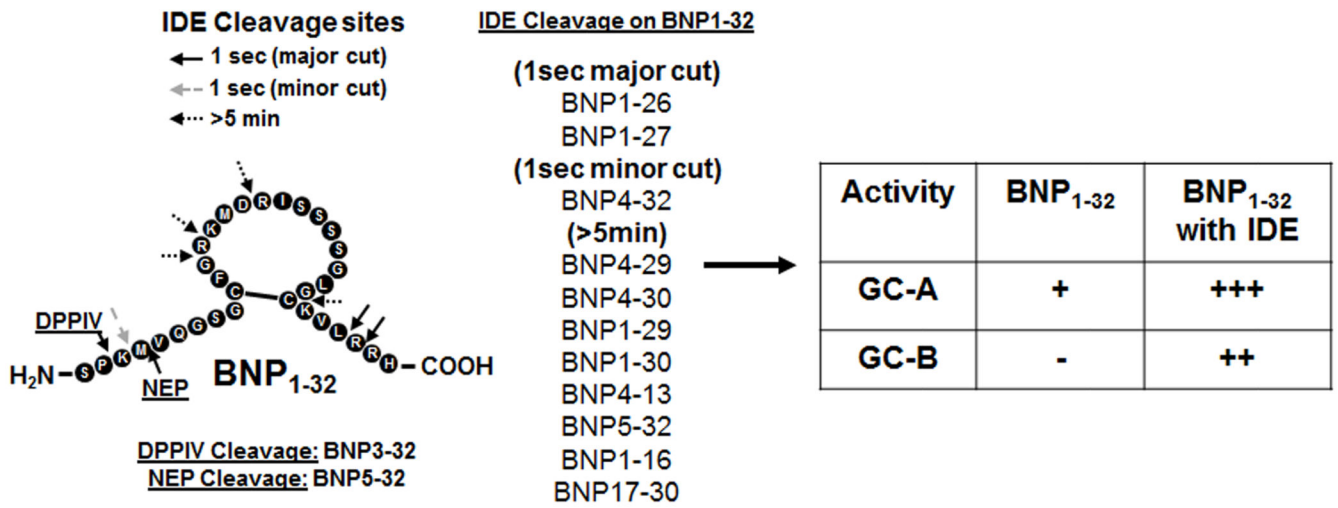 IDE Cleavage sites
1 sec (major cut)
1 sec (minor cut)
>5 min
H₂N–SPKMVQGSGCFGRKMDRISSSSGLGCKVLRRH–COOH
DPPIV
NEP
BNP₁₋₃₂
DPPIV Cleavage: BNP3-32
NEP Cleavage: BNP5-32
IDE Cleavage on BNP1-32
(1sec major cut)
BNP1-26
BNP1-27
(1sec minor cut)
BNP4-32
(>5min)
BNP4-29
BNP4-30
BNP1-29
BNP1-30
BNP4-13
BNP5-32
BNP1-16
BNP17-30
Activity BNP₁₋₃₂ BNP₁₋₃₂
with IDE
GC-A + +++
GC-B - ++